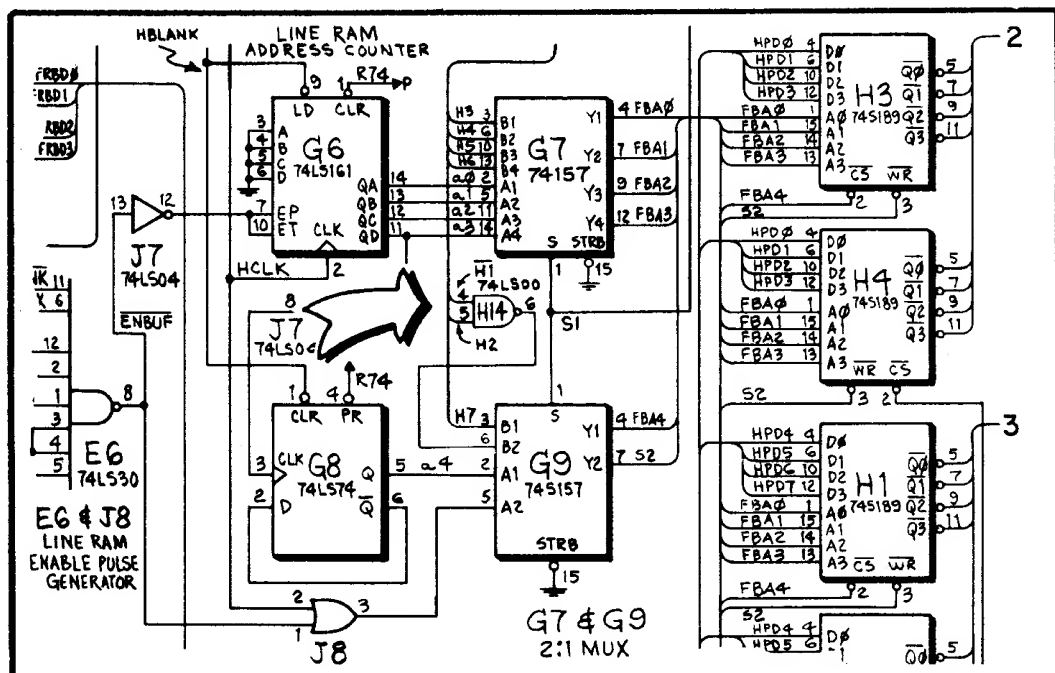 HBLANK
LINE RAM
ADDRESS COUNTER
FRBDØ
RBD1
RBD2
FRBD3
9
1
R74
P
LD
CLR
3
A
4
B
5
C
6
D
G6
74LS161
QA
14
QB
13
QC
12
QD
11
7
EP
10
ET
CLK
2
HCLK
13
12
J7
74LS04
ENBUF
11
6
12
2
1
3
4
5
8
E6
74LS30
E6 & J8
LINE RAM
ENABLE PULSE
GENERATOR
8
J7
74LS0
R74
1
4
CLR
PR
3
CLK
2
D
G8
74LS74
Q
5
a4
Q
6
2
1
3
J8
H3
3
B1
H4
6
B2
H5
10
B3
H6
13
B4
a0
2
A1
a1
5
A2
a2
11
A3
a3
14
A4
G7
74157
Y1
4 FBAØ
Y2
7 FBA1
Y3
9 FBA2
Y4
12 FBA3
S
STRB
1
15
H1
74LS00
4
5
H14
6
H2
S1
1
S
H7
3
B1
6
B2
2
A1
5
A2
G9
74S157
Y1
4 FBA4
Y2
7 S2
STRB
15
G7 & G9
2:1 MUX
HPDØ 4
DØ
HPD1 6
D1
HPD2 10
D2
HPD3 12
D3
FBAØ 1
AØ
FBA1 15
A1
FBA2 14
A2
FBA3 13
A3
H3
74S189
QØ
5
Q1
7
Q2
9
Q3
11
2
CS
WR
FBA4
2
S2
3
HPDØ 4
DØ
HPD1 6
D1
HPD2 10
D2
HPD3 12
D3
FBAØ 1
AØ
FBA1 15
A1
FBA2 14
A2
FBA3 13
A3
H4
74S189
QØ
5
Q1
7
Q2
9
Q3
11
WR
CS
S2
3
2
HPD4 4
DØ
HPD5 6
D1
HPD6 10
D2
HPD7 12
D3
FBAØ 1
AØ
FBA1 15
A1
FBA2 14
A2
FBA3 13
A3
H1
74S189
QØ
5
Q1
7
Q2
9
Q3
11
3
CS
WR
FBA4
2
S2
3
HPD4 4
DØ
HPD5 6
QØ
5